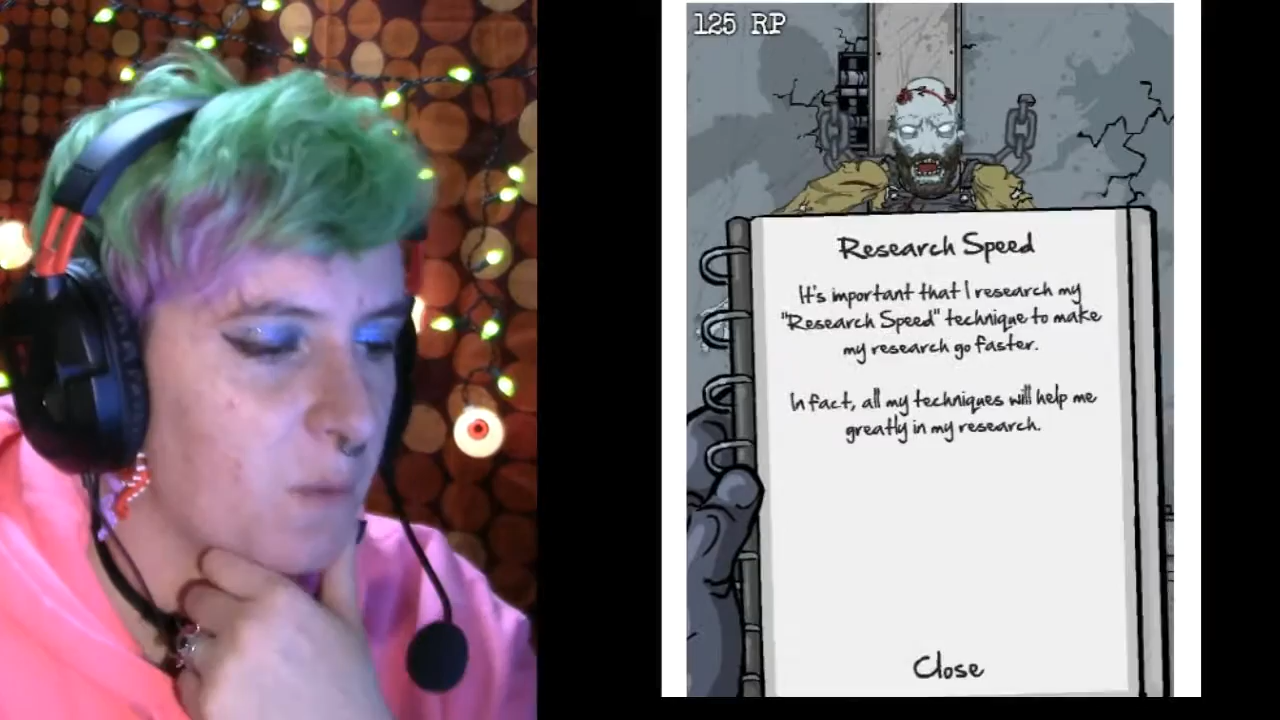 125 RP
Research Speed
It's important that I research my
"Research Speed" technique to make
my research go faster.
In fact, all my techniques will help me
greatly in my research.
Close